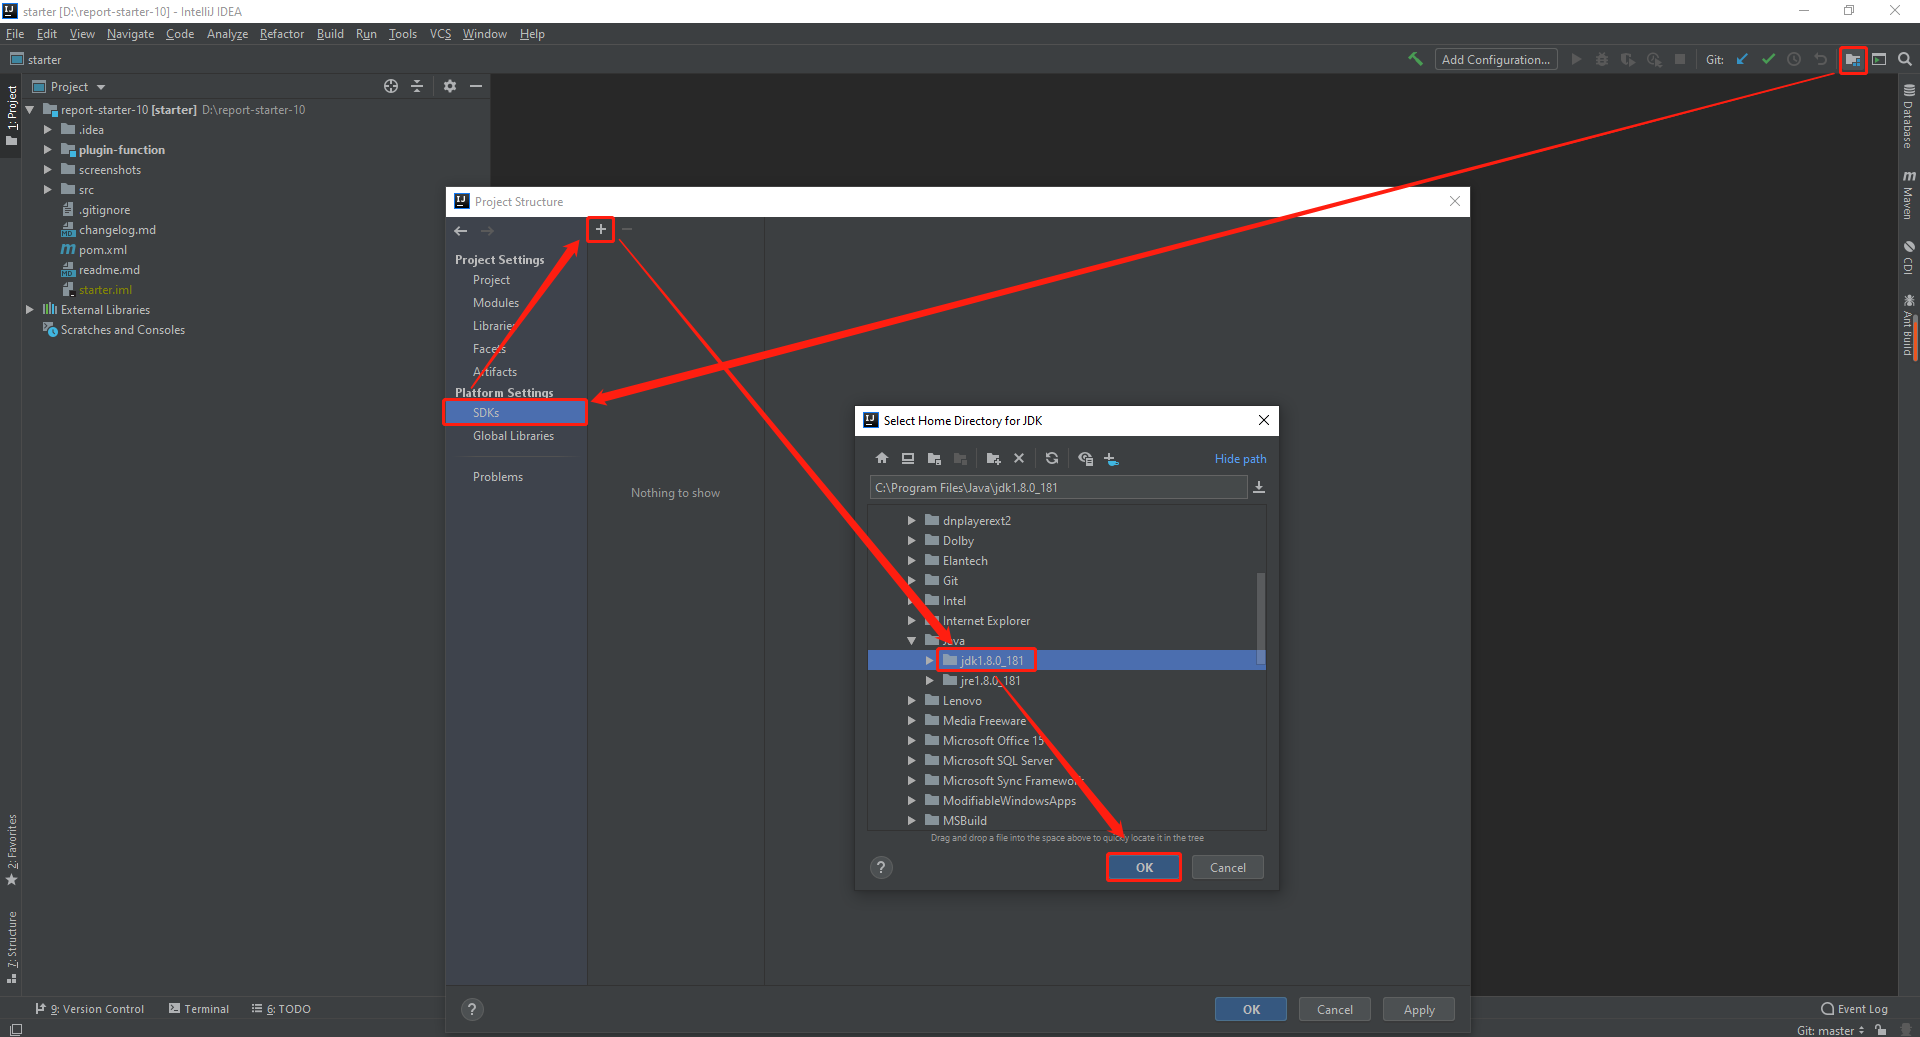 starter [D:\report-starter-10] - IntelliJ IDEA
File Edit View Navigate Code Analyze Refactor Build Run Tools VCS Window Help
starter
Add Configuration...
Git:
Project
1: Project
report-starter-10 [starter] D:\report-starter-10
.idea
plugin-function
screenshots
src
.gitignore
changelog.md
pom.xml
readme.md
starter.iml
External Libraries
Scratches and Consoles
2: Favorites
7: Structure
Project Structure
Project Settings
Project
Modules
Libraries
Facets
Artifacts
Platform Settings
SDKs
Global Libraries
Problems
Nothing to show
Select Home Directory for JDK
Hide path
C:\Program Files\Java\jdk1.8.0_181
dnplayerext2
Dolby
Elantech
Git
Intel
Internet Explorer
Java
jdk1.8.0_181
jre1.8.0_181
Lenovo
Media Freeware
Microsoft Office 15
Microsoft SQL Server
Microsoft Sync Framework
ModifiableWindowsApps
MSBuild
Drag and drop a file into the space above to quickly locate it in the tree
OK Cancel
OK Cancel Apply
Database
Maven
CDI
Ant Build
9: Version Control Terminal 6: TODO
Event Log
Git: master